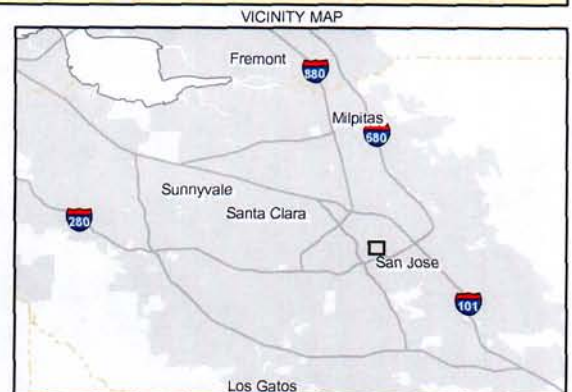 VICINITY MAP
Fremont
880
Milpitas
680
Sunnyvale
Santa Clara
280
San Jose
101
Los Gatos